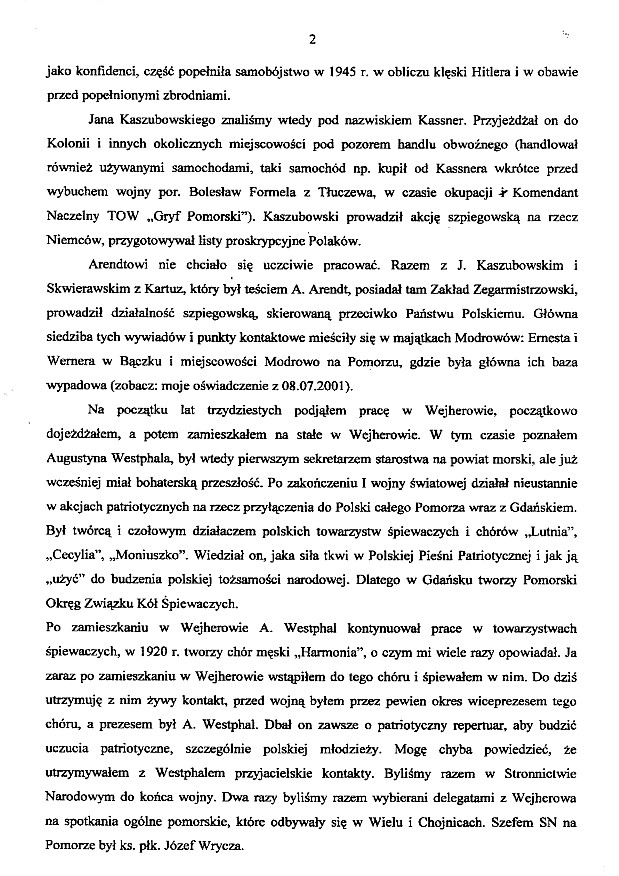 2
jako konfidenci, część popełniła samobójstwo w 1945 r. w obliczu klęski Hitlera i w obawie
przed popełnionymi zbrodniami.
Jana Kaszubowskiego znaliśmy wtedy pod nazwiskiem Kassner. Przyjeżdżał on do
Kolonii i innych okolicznych miejscowości pod pozorem handlu obwoźnego (handlował
również używanymi samochodami, taki samochód np. kupił od Kassnera wkrótce przed
wybuchem wojny por. Bolesław Formela z Tłuczewa, w czasie okupacji - Komendant
Naczelny TOW „Gryf Pomorski”). Kaszubowski prowadził akcję szpiegowską na rzecz
Niemców, przygotowywał listy proskrypcyjne Polaków.
Arendtowi nie chciało się uczciwie pracować. Razem z J. Kaszubowskim i
Skwierawskim z Kartuz, który był teściem A. Arendt, posiadał tam Zakład Zegarmistrzowski,
prowadził działalność szpiegowską, skierowaną przeciwko Państwu Polskiemu. Główna
siedziba tych wywiadów i punkty kontaktowe mieściły się w majątkach Modrowów: Ernesta i
Wernera w Bączku i miejscowości Modrowo na Pomorzu, gdzie była główna ich baza
wypadowa (zobacz: moje oświadczenie z 08.07.2001).
Na początku lat trzydziestych podjąłem pracę w Wejherowie, początkowo
dojeżdżałem, a potem zamieszkałem na stałe w Wejherowie. W tym czasie poznałem
Augustyna Westphala, był wtedy pierwszym sekretarzem starostwa na powiat morski, ale już
wcześniej miał bohaterską przeszłość. Po zakończeniu I wojny światowej działał nieustannie
w akcjach patriotycznych na rzecz przyłączenia do Polski całego Pomorza wraz z Gdańskiem.
Był twórcą i czołowym działaczem polskich towarzystw śpiewaczych i chórów „Lutnia”,
„Cecylia”, „Moniuszko”. Wiedział on, jaka siła tkwi w Polskiej Pieśni Patriotycznej i jak ją
„użyć” do budzenia polskiej tożsamości narodowej. Dlatego w Gdańsku tworzy Pomorski
Okręg Związku Kół Śpiewaczych.
Po zamieszkaniu w Wejherowie A. Westphal kontynuował prace w towarzystwach
śpiewaczych, w 1920 r. tworzy chór męski „Harmonia”, o czym mi wiele razy opowiadał. Ja
zaraz po zamieszkaniu w Wejherowie wstąpiłem do tego chóru i śpiewałem w nim. Do dziś
utrzymuję z nim żywy kontakt, przed wojną byłem przez pewien okres wiceprezesem tego
chóru, a prezesem był A. Westphal. Dbał on zawsze o patriotyczny repertuar, aby budzić
uczucia patriotyczne, szczególnie polskiej młodzieży. Mogę chyba powiedzieć, że
utrzymywałem z Westphalem przyjacielskie kontakty. Byliśmy razem w Stronnictwie
Narodowym do końca wojny. Dwa razy byliśmy razem wybierani delegatami z Wejherowa
na spotkania ogólne pomorskie, które odbywały się w Wielu i Chojnicach. Szefem SN na
Pomorze był ks. płk. Józef Wrycza.